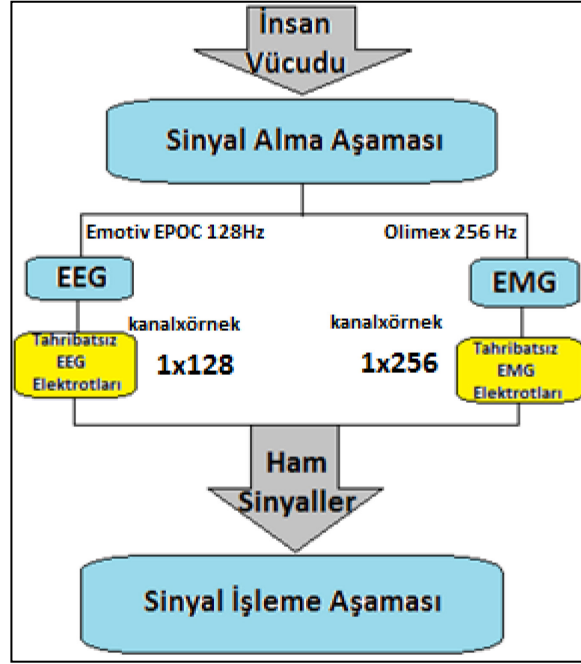 İnsan
Vücudu
Sinyal Alma Aşaması
Emotiv EPOC 128Hz
Olimex 256 Hz
EEG
EMG
kanalxörnek
kanalxörnek
Tahribatsız
EEG
Elektrotları
1x128
1x256
Tahribatsız
EMG
Elektrotları
Ham
Sinyaller
Sinyal İşleme Aşaması